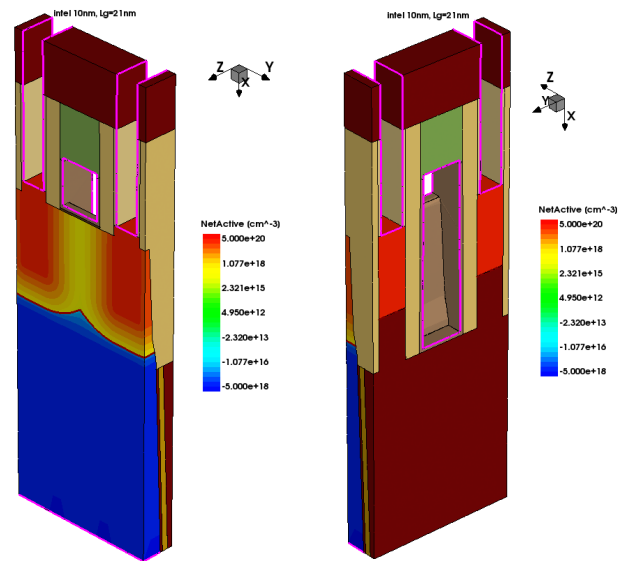 intel 10nm, Lg=21nm
Z
Y
X
NetActive (cm^-3)
5.000e+20
1.077e+18
2.321e+15
4.950e+12
-2.320e+13
-1.077e+16
-5.000e+18
intel 10nm, Lg=21nm
Z
Y
X
NetActive (cm^-3)
5.000e+20
1.077e+18
2.321e+15
4.950e+12
-2.320e+13
-1.077e+16
-5.000e+18